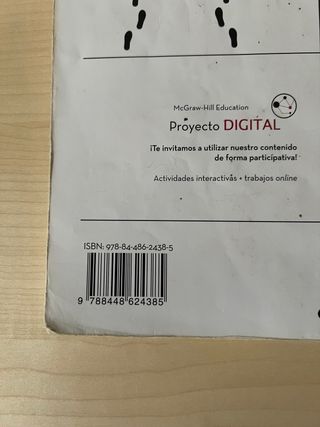 McGraw-Hill Education
Proyecto DIGITAL
¡Te invitamos a utilizar nuestro contenido
de forma participativa!
Actividades interactivas • trabajos online
ISBN: 978-84-486-2438-5
9 788448 624385